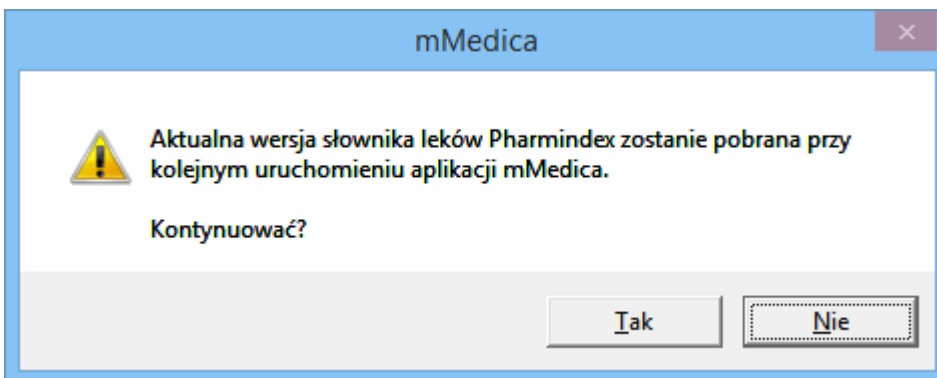 mMedica
Aktualna wersja słownika leków Pharmindex zostanie pobrana przy
kolejnym uruchomieniu aplikacji mMedica.
Kontynuować?
Tak
Nie